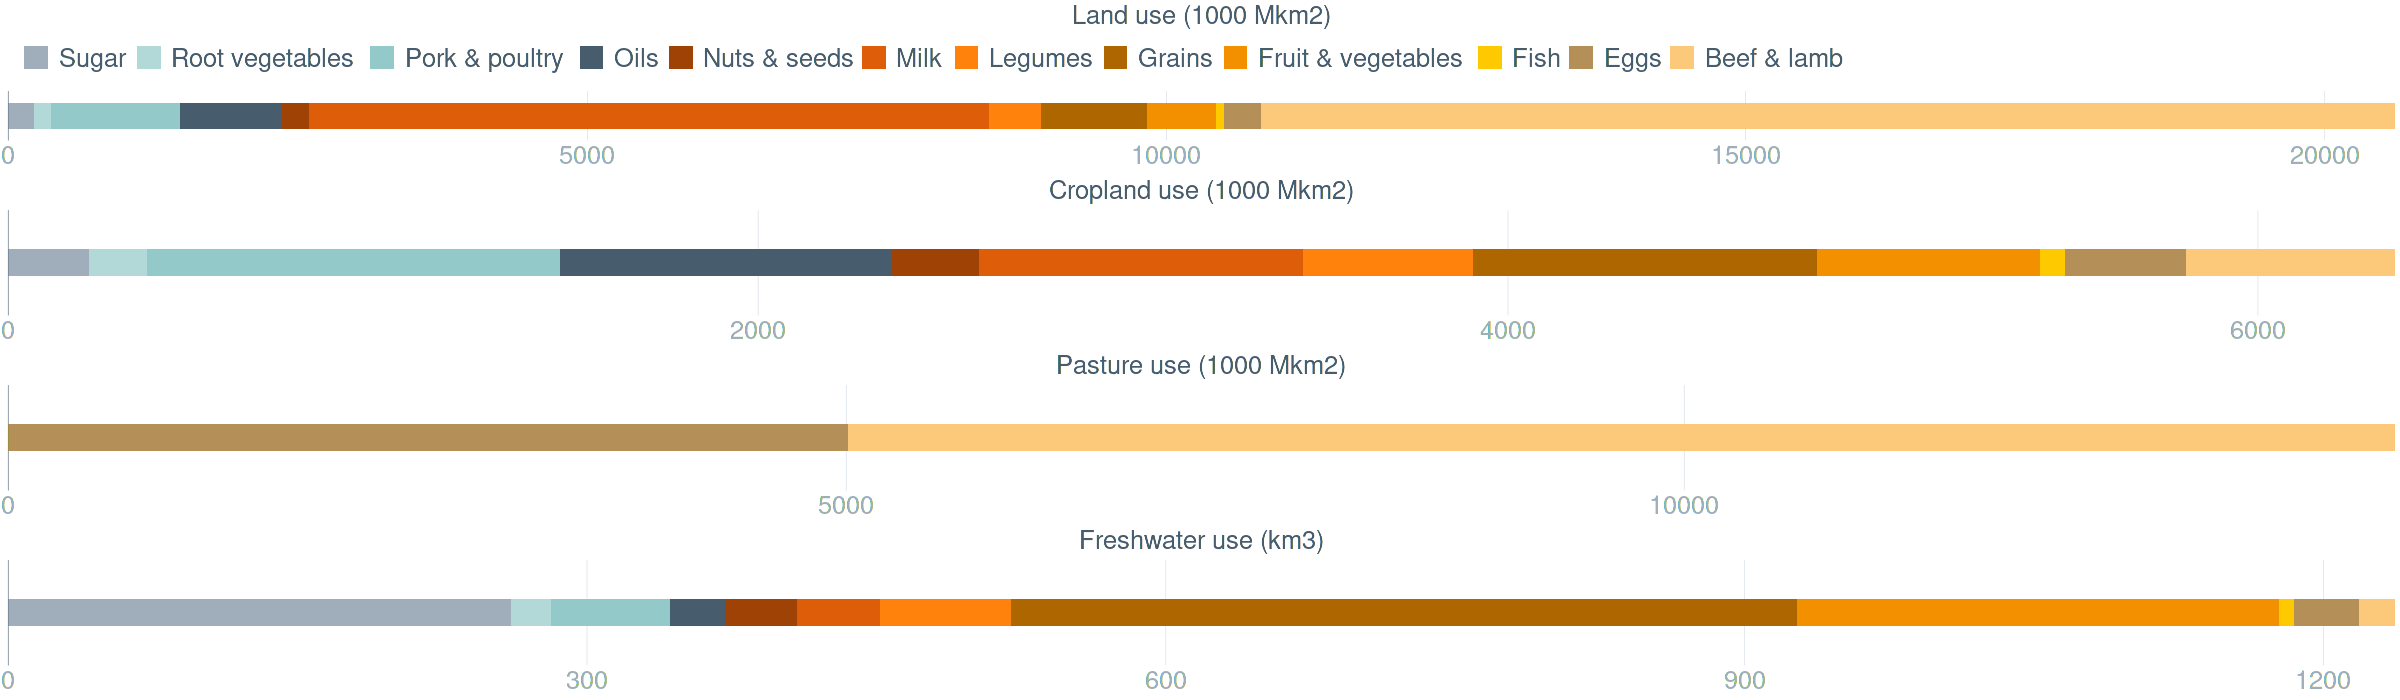 Land use (1000 Mkm2)
Sugar Root vegetables Pork & poultry Oils Nuts & seeds Milk Legumes Grains Fruit & vegetables Fish Eggs Beef & lamb
0 5000 10000 15000 20000
Cropland use (1000 Mkm2)
0 2000 4000 6000
Pasture use (1000 Mkm2)
0 5000 10000
Freshwater use (km3)
0 300 600 900 1200